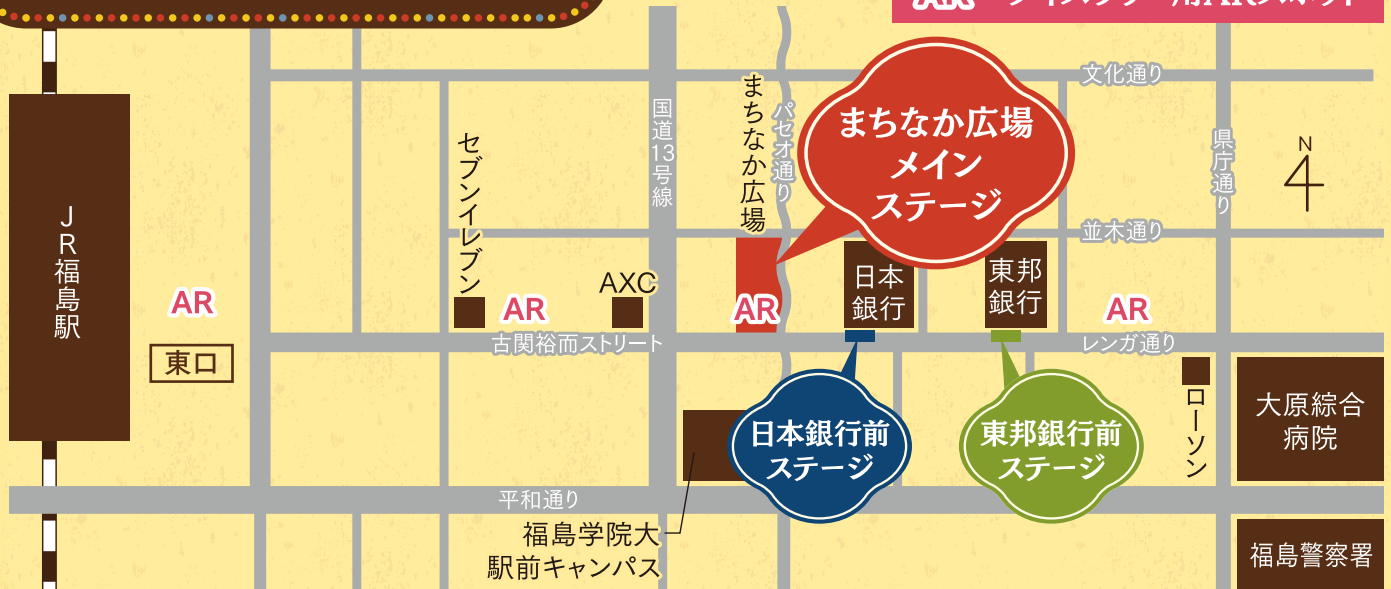 AR
文化通り
まちなか広場
メイン
ステージ
まちなか広場
パセオ通り
国道13号線
県庁通り
N
セブンイレブン
JR福島駅
並木通り
AXC
日本
銀行
東邦
銀行
AR
AR
AR
AR
古関裕而ストリート
レンガ通り
東口
ローソン
大原綜合
病院
日本銀行前
ステージ
東邦銀行前
ステージ
平和通り
福島学院大
駅前キャンパス
福島警察署